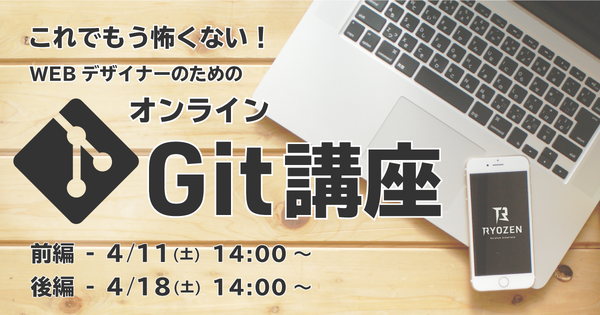 これでもう怖くない！
WEBデザイナーのための
オンライン
Git講座
前編 - 4/11(土) 14:00～
後編 - 4/18(土) 14:00～
RYOZEN